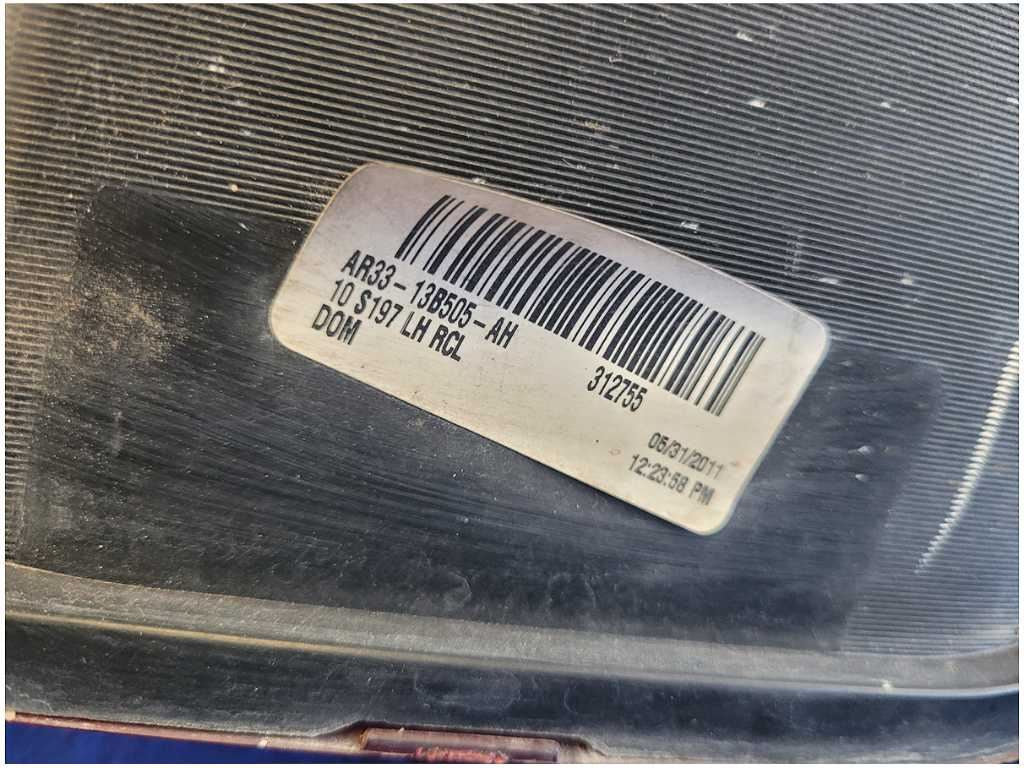 AR33-13B505-AH
10 S197 LH RCL
DOM
312755
05/31/2011
12:23:58 PM